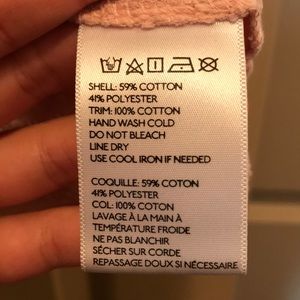 SHELL: 59% COTTON
41% POLYESTER
TRIM: 100% COTTON
HAND WASH COLD
DO NOT BLEACH
LINE DRY
USE COOL IRON IF NEEDED
COQUILLE: 59% COTON
41% POLYESTER
COL: 100% COTON
LAVAGE À LA MAIN À
TEMPÉRATURE FROIDE
NE PAS BLANCHIR
SÉCHER SUR CORDE
REPASSAGE DOUX SI NÉCESSAIRE